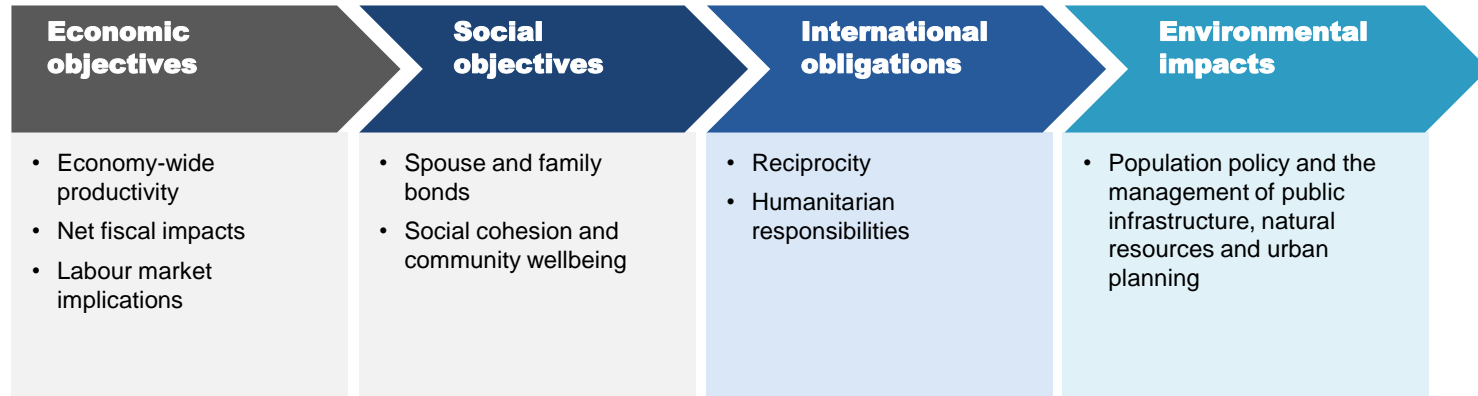 Economic
objectives
• Economy-wide
productivity
• Net fiscal impacts
• Labour market
implications
Social
objectives
• Spouse and family
bonds
• Social cohesion and
community wellbeing
International
obligations
• Reciprocity
• Humanitarian
responsibilities
Environmental
impacts
• Population policy and the
management of public
infrastructure, natural
resources and urban
planning